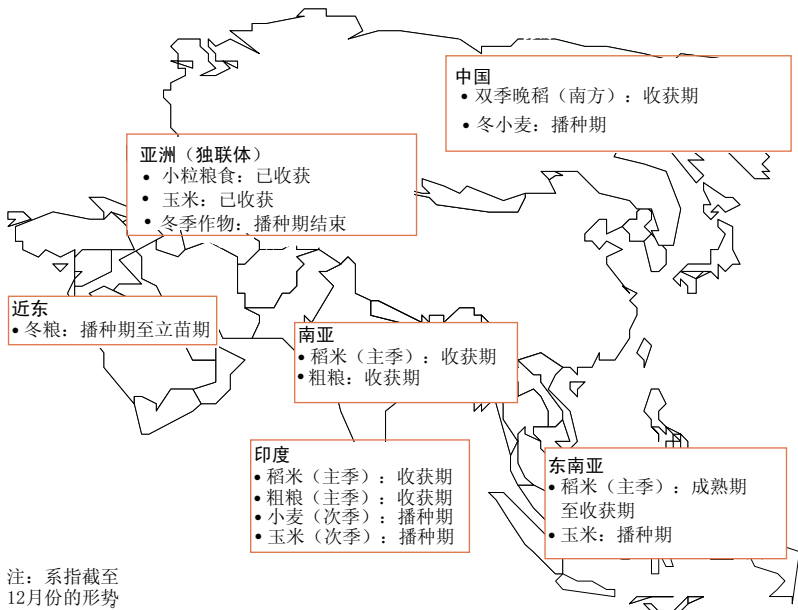 中国
• 双季晚稻（南方）：收获期
• 冬小麦：播种期
亚洲（独联体）
• 小粒粮食：已收获
• 玉米：已收获
• 冬季作物：播种期结束
近东
• 冬粮：播种期至立苗期
南亚
• 稻米（主季）：收获期
• 粗粮：收获期
印度
• 稻米（主季）：收获期
• 粗粮（主季）：收获期
• 小麦（次季）：播种期
• 玉米（次季）：播种期
东南亚
• 稻米（主季）：成熟期
至收获期
• 玉米：播种期
注：系指截至
12月份的形势。